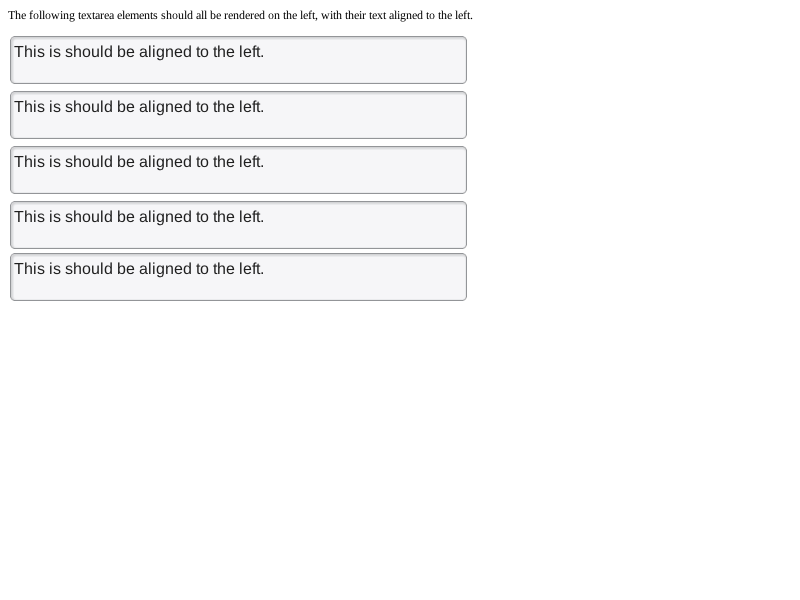 The following textarea elements should all be rendered on the left, with their text aligned to the left.
This is should be aligned to the left.
This is should be aligned to the left.
This is should be aligned to the left.
This is should be aligned to the left.
This is should be aligned to the left.